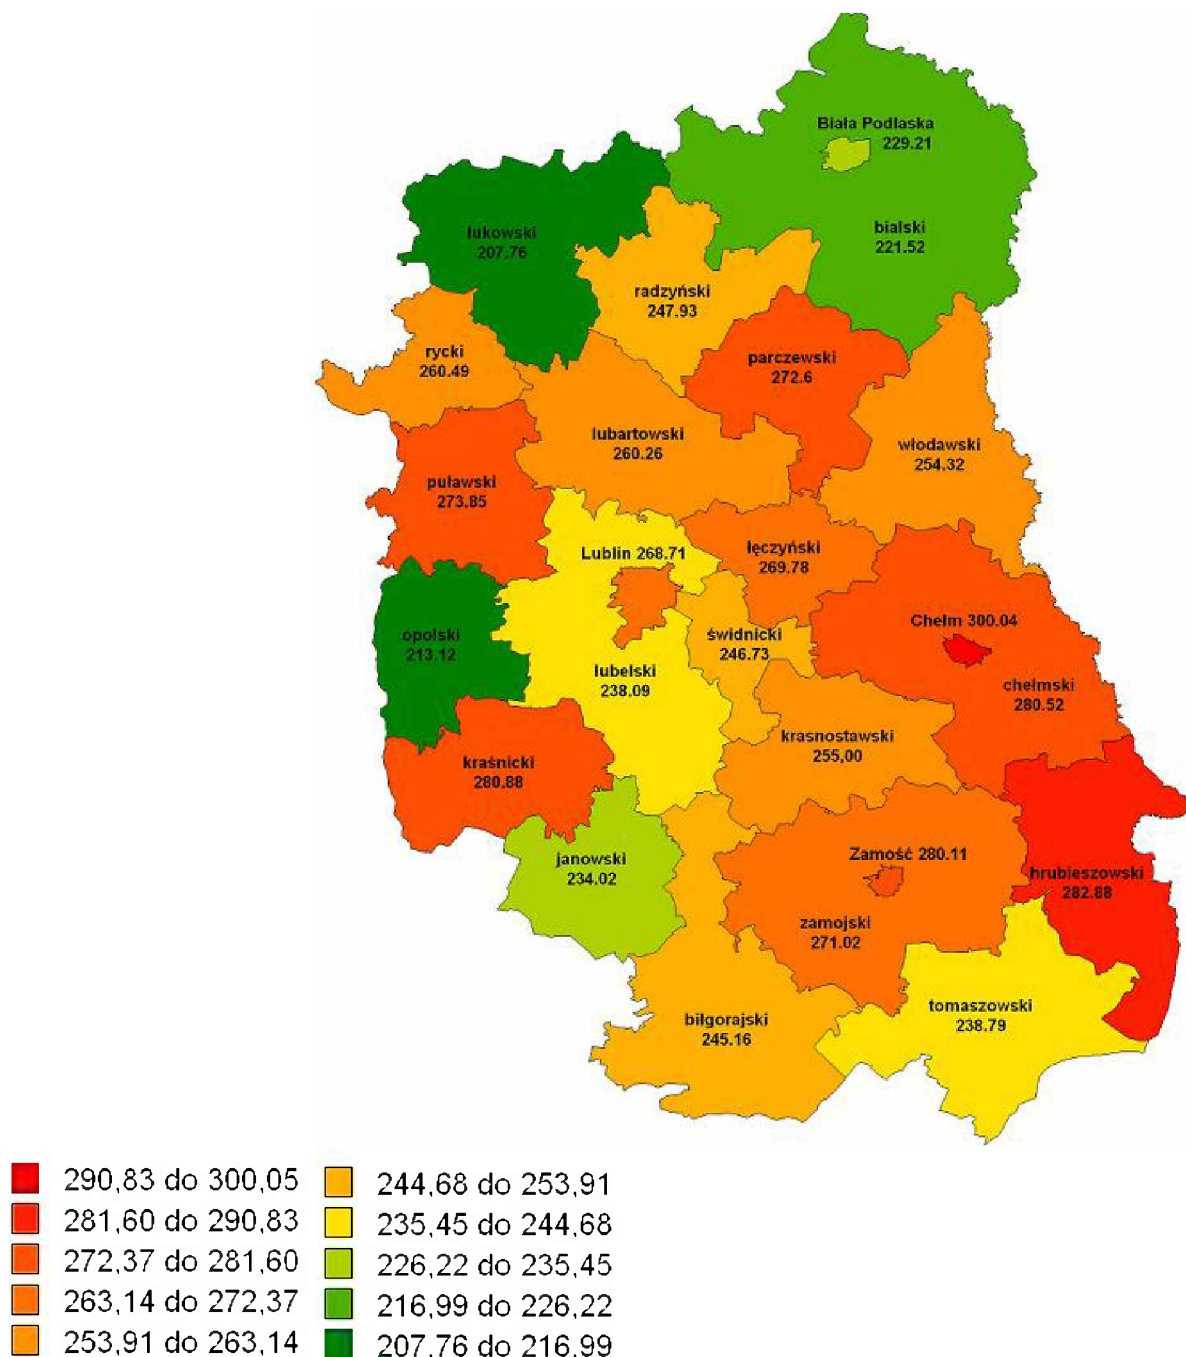 Biała Podlaska
229.21
łukowski
207.76
bialski
221.52
radzyński
247.93
rycki
260.49
parczewski
272.6
lubartowski
260.26
włodawski
254.32
puławski
273.85
Lublin 268.71
łęczyński
269.78
Chełm 300.04
opolski
213.12
świdnicki
246.73
lubelski
238.09
chełmski
280.52
krasnostawski
255,00
kraśnicki
280.88
janowski
234.02
Zamość 280.11
hrubieszowski
282.88
zamojski
271.02
tomaszowski
238.79
biłgorajski
245.16
290,83 do 300,05
281,60 do 290,83
272,37 do 281,60
263,14 do 272,37
253,91 do 263,14
244,68 do 253,91
235,45 do 244,68
226,22 do 235,45
216,99 do 226,22
207,76 do 216,99